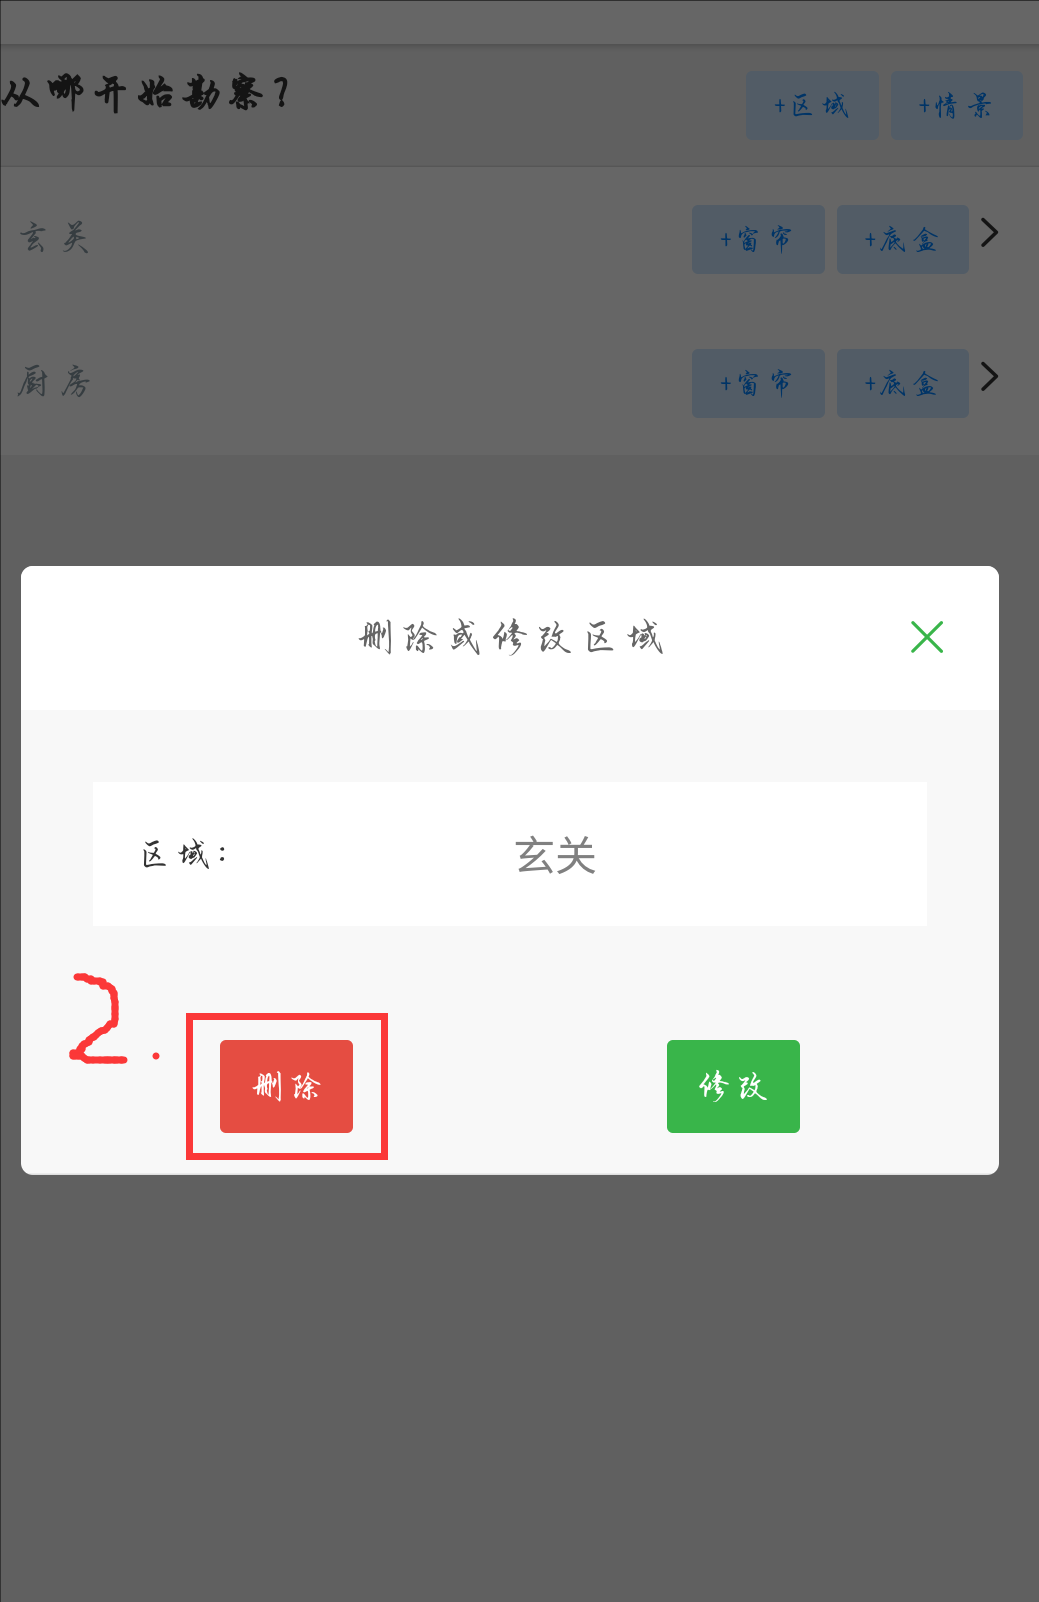 从哪开始勘察? +区域 +情景
玄关 +窗帘 +底盒
厨房 +窗帘 +底盒
删除或修改区域
区域: 玄关
2.
删除 修改